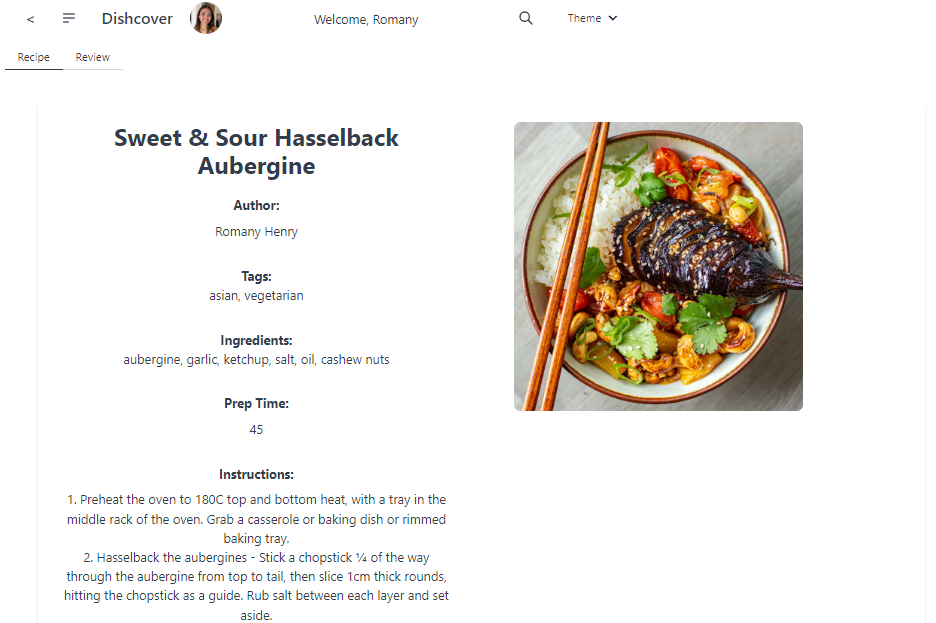 <
Dishcover
Welcome, Romany
Theme
Recipe
Review
Sweet & Sour Hasselback
Aubergine
Author:
Romany Henry
Tags:
asian, vegetarian
Ingredients:
aubergine, garlic, ketchup, salt, oil, cashew nuts
Prep Time:
45
Instructions:
1. Preheat the oven to 180C top and bottom heat, with a tray in the
middle rack of the oven. Grab a casserole or baking dish or rimmed
baking tray.
2. Hasselback the aubergines - Stick a chopstick ¼ of the way
through the aubergine from top to tail, then slice 1cm thick rounds,
hitting the chopstick as a guide. Rub salt between each layer and set
aside.